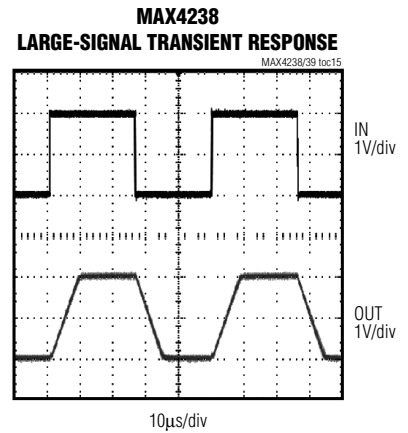 MAX4238
LARGE-SIGNAL TRANSIENT RESPONSE
MAX4238/39 toc15
IN
1V/div
OUT
1V/div
10μs/div